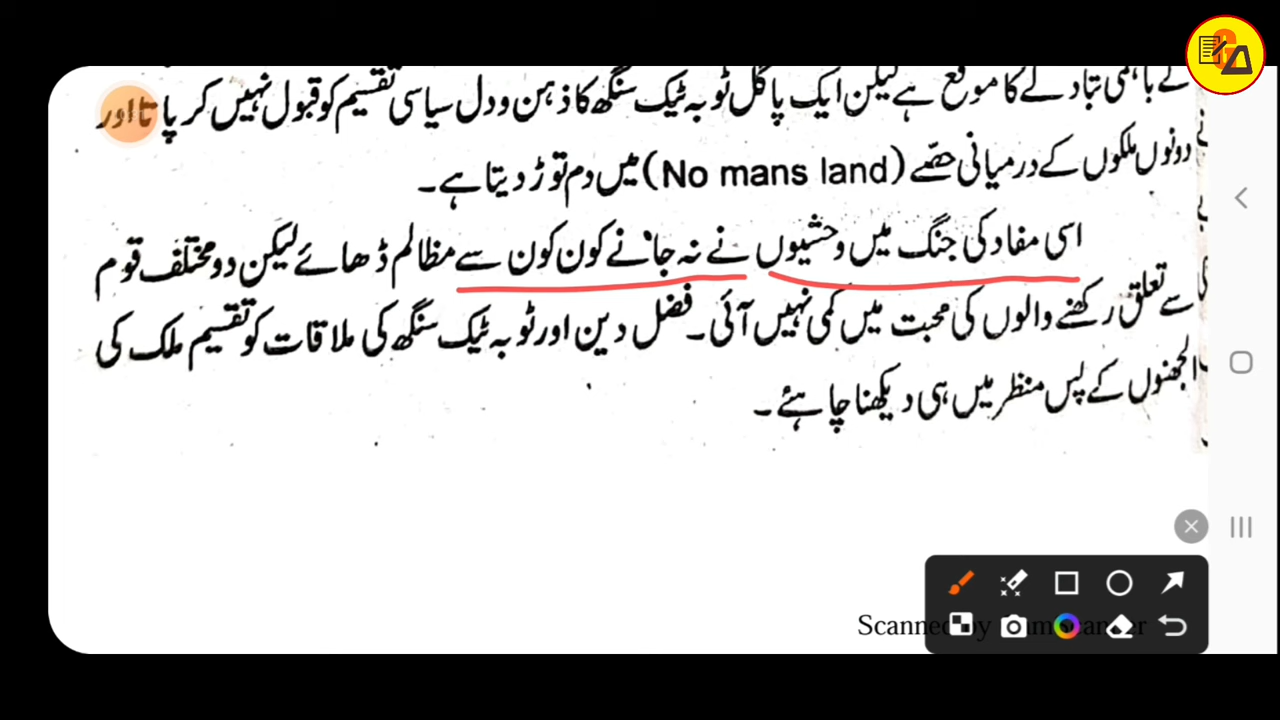 کے باہمی تبادلے کا موقع ہے لیکن ایک پاگل ٹوبہ ٹیک سنگھ کا ذہن و دل سیاسی تقسیم کو قبول نہیں کر پاتا اور
دونوں ملکوں کے درمیانی حصّے (No mans land) میں دم توڑ دیتا ہے۔
اسی مفاد کی جنگ میں وحشیوں نے نہ جانے کون کون سے مظالم ڈھائے لیکن دو مختلف قوم
سے تعلق رکھنے والوں کی محبت میں کمی نہیں آئی۔ فضل دین اور ٹوبہ ٹیک سنگھ کی ملاقات کو تقسیم ملک کی
الجھنوں کے پس منظر میں ہی دیکھنا چاہئے۔
Scanned by